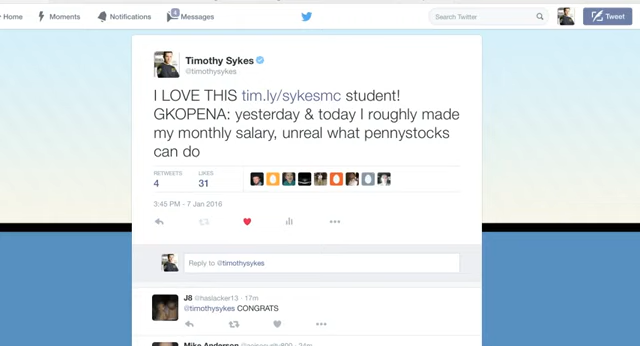 Home
Moments
Notifications
4
Messages
Search Twitter
Tweet
Timothy Sykes
@timothysykes
I LOVE THIS tim.ly/sykesmc student!
GKOPENA: yesterday & today I roughly made
my monthly salary, unreal what pennystocks
can do
RETWEETS
LIKES
4
31
3:45 PM - 7 Jan 2016
Reply to @timothysykes
J8 @haslacker13 · 17m
@timothysykes CONGRATS
Mike Anderson
24m